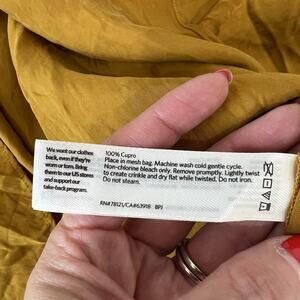 We want our clothes
back, even if they're
worn or torn. Bring
them to our US stores
and support our
take-back program.
100% Cupro
Place in mesh bag. Machine wash cold gentle cycle.
Non-chlorine bleach only. Remove promptly. Lightly twist
to create crinkle and dry flat while twisted. Do not iron.
Do not steam.
RN#78121/CA#63918 BPJ